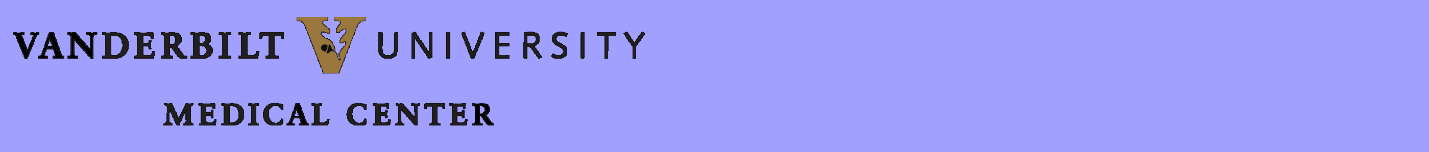 VANDERBILT V UNIVERSITY
MEDICAL CENTER